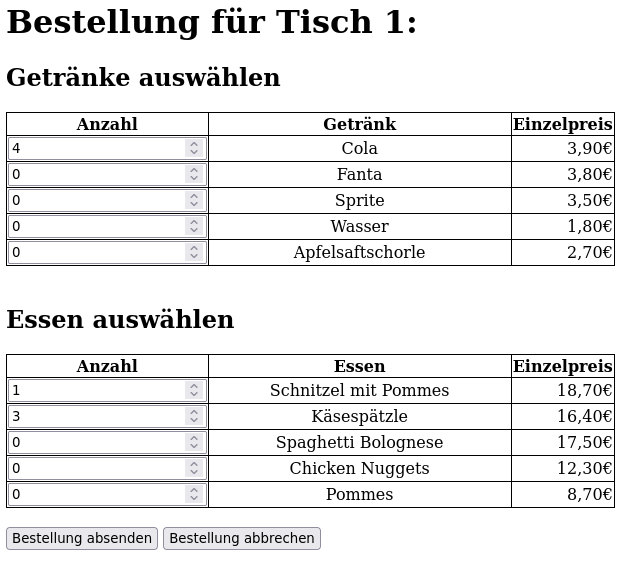 Bestellung für Tisch 1:
Getränke auswählen
Anzahl Getränk Einzelpreis
4 Cola 3,90€
0 Fanta 3,80€
0 Sprite 3,50€
0 Wasser 1,80€
0 Apfelsaftschorle 2,70€
Essen auswählen
Anzahl Essen Einzelpreis
1 Schnitzel mit Pommes 18,70€
3 Käsespätzle 16,40€
0 Spaghetti Bolognese 17,50€
0 Chicken Nuggets 12,30€
0 Pommes 8,70€
Bestellung absenden Bestellung abbrechen